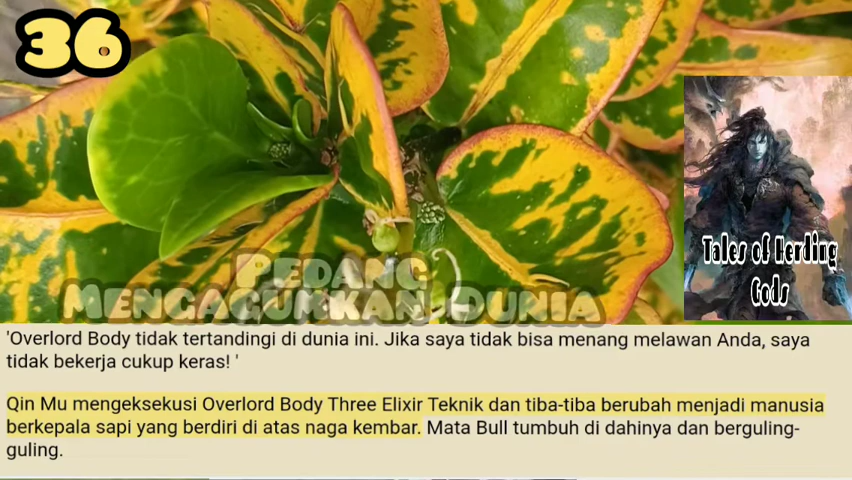 36
Tales of Herding
Gods
Pedang
Mengagumkan Dunia
'Overlord Body tidak tertandingi di dunia ini. Jika saya tidak bisa menang melawan Anda, saya
tidak bekerja cukup keras! '
Qin Mu mengeksekusi Overlord Body Three Elixir Teknik dan tiba-tiba berubah menjadi manusia
berkepala sapi yang berdiri di atas naga kembar. Mata Bull tumbuh di dahinya dan berguling-
guling.